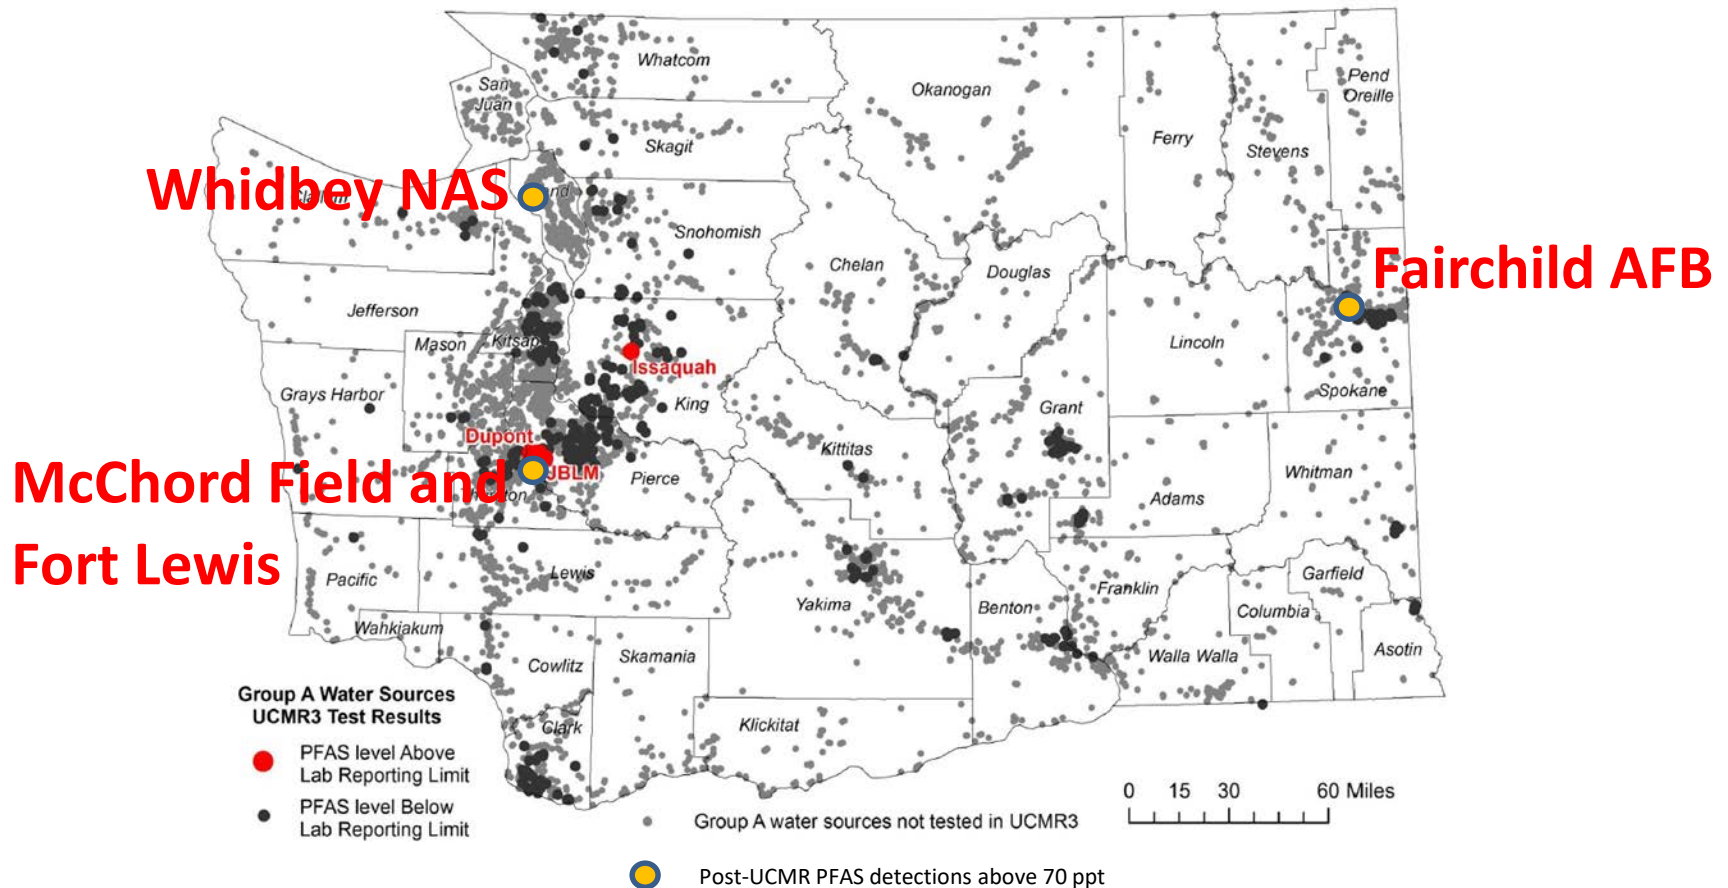 Whatcom
San
Juan
Okanogan
Pend
Oreille
Skagit
Ferry
Stevens
Whidbey NAS
Snohomish
Fairchild AFB
Chelan
Douglas
Jefferson
Mason
Kitsap
Lincoln
Issaquah
Grays Harbor
King
Spokane
Grant
Dupont
Kittitas
McChord Field and
JBLM
Pierce
Whitman
Adams
Fort Lewis
Pacific
Lewis
Garfield
Franklin
Yakima
Benton
Columbia
Wahkiakum
Skamania
Walla Walla
Asotin
Cowlitz
Klickitat
Clark
Group A Water Sources
UCMR3 Test Results
PFAS level Above
Lab Reporting Limit
PFAS level Below
Lab Reporting Limit
0 15 30 60 Miles
Group A water sources not tested in UCMR3
Post-UCMR PFAS detections above 70 ppt